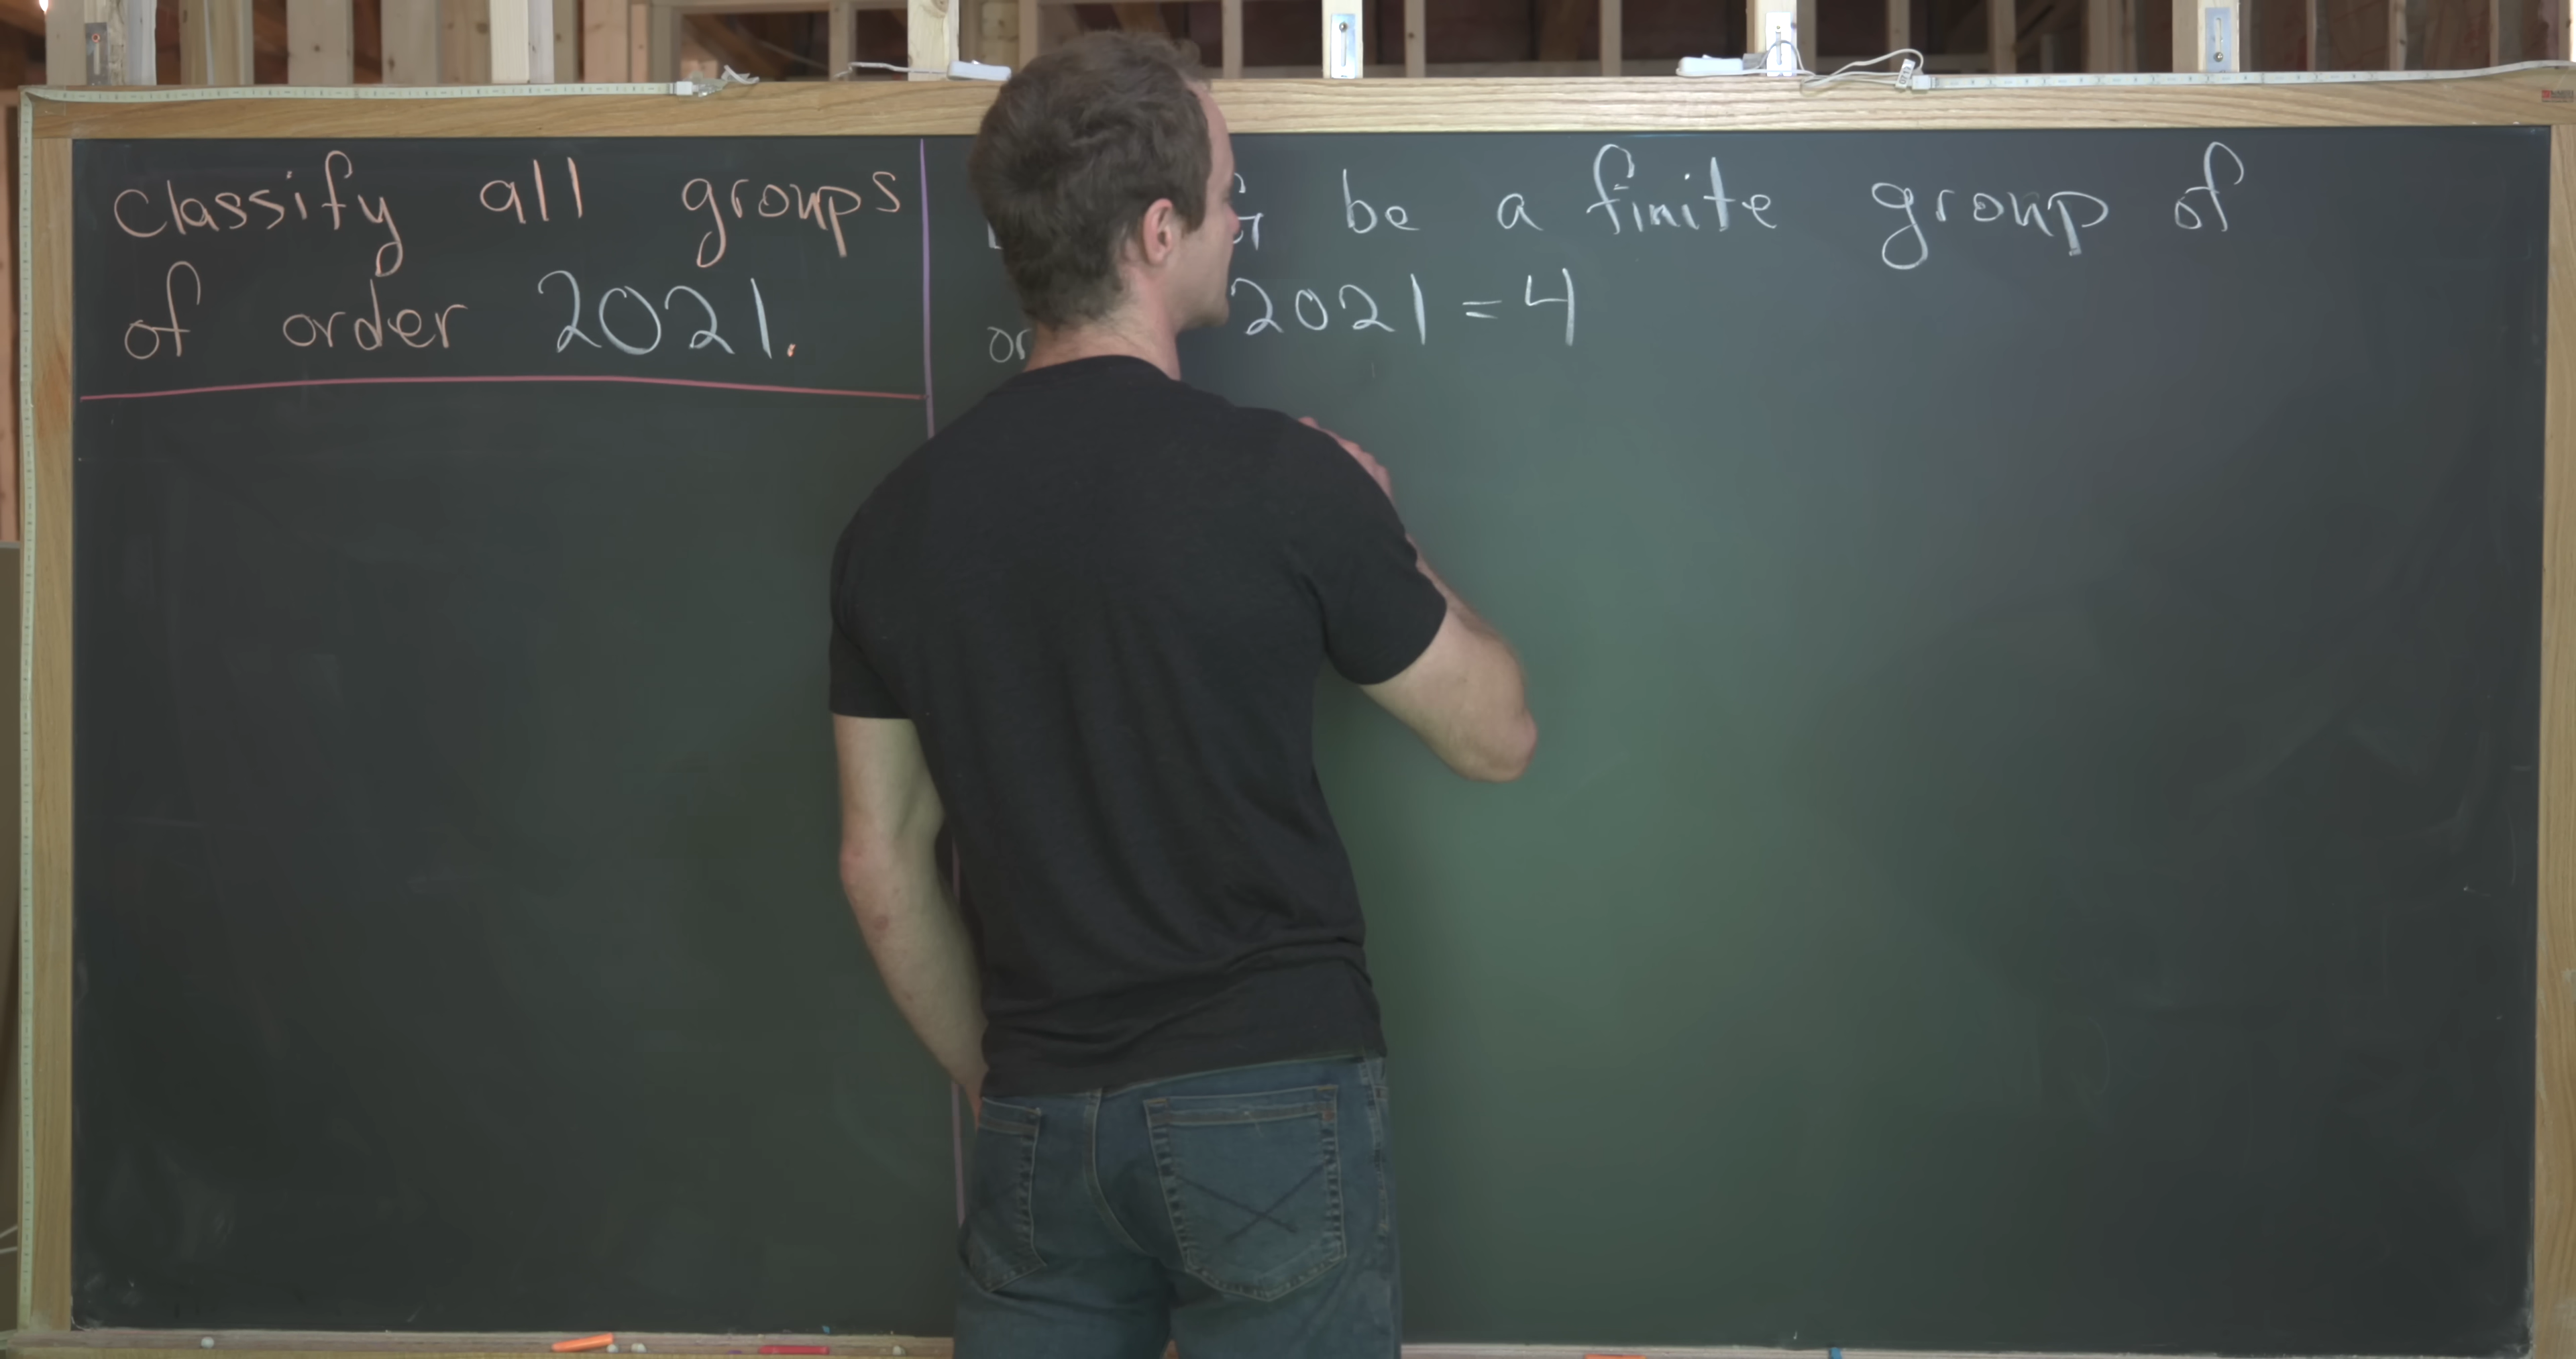 Classify all groups
of order 2021.
be a finite group of
2021 = 4